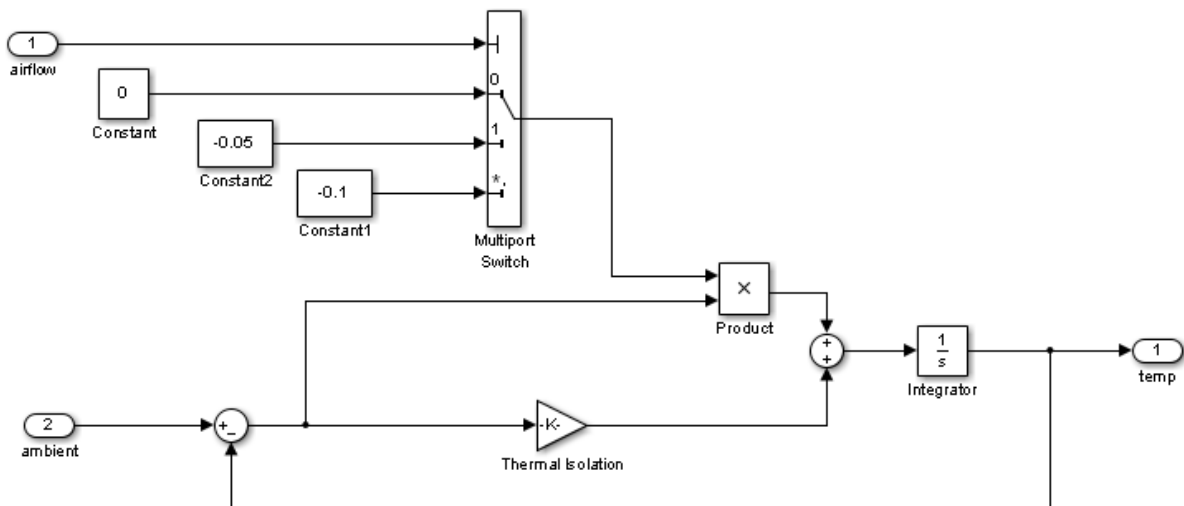 1
airflow
0
Constant
-0.05
Constant2
-0.1
Constant1
0
1
*,
Multiport
Switch
×
Product
+
+
1
s
Integrator
1
temp
2
ambient
+_
-K-
Thermal Isolation